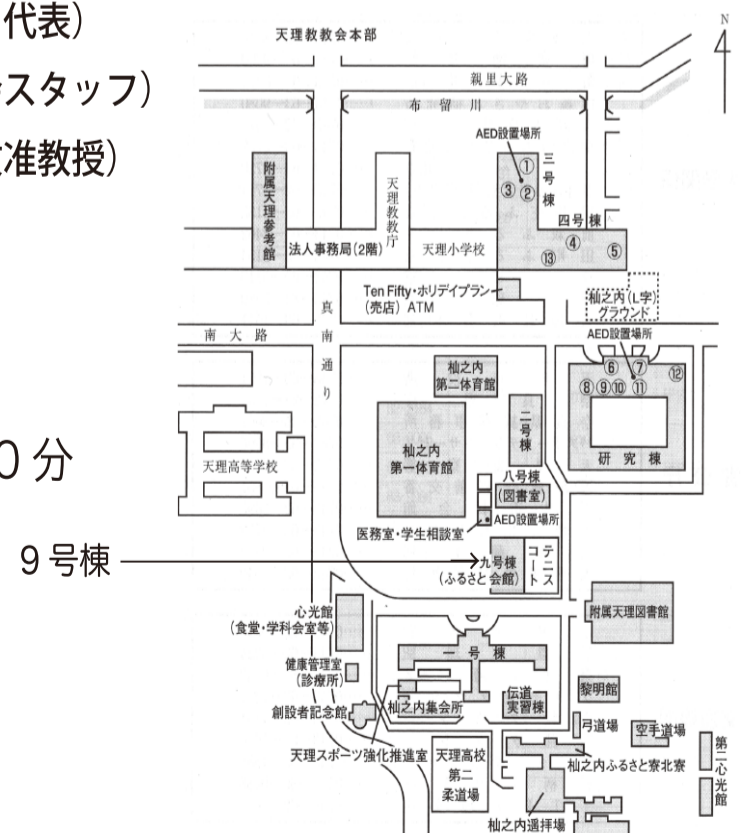 代表）
スタッフ）
准教授）
0分
9号棟
N
天理教教会本部
親里大路
布留川
AED設置場所
三号棟
①
③ ②
附属天理参考館
天理教教庁
四号棟
④
⑤
⑬
法人事務局（2階）
天理小学校
Ten Fifty・ホリデイプラン
（売店）ATM
杣之内（L字）
グラウンド
真南通り
南大路
AED設置場所
⑥ ⑦ ⑫
⑧ ⑨ ⑩ ⑪
研究棟
杣之内
第二体育館
二号棟
杣之内
第一体育館
天理高等学校
八号棟
（図書室）
AED設置場所
医務室・学生相談室
九号棟
（ふるさと会館）
テニス
コート
心光館
（食堂・学科会室等）
附属天理図書館
一号棟
健康管理室
（診療所）
黎明館
伝道
実習棟
杣之内集会所
創設者記念館
弓道場
空手道場
天理スポーツ強化推進室
天理高校
第二
柔道場
杣之内ふるさと寮北寮
第二心光館
杣之内遥拝場